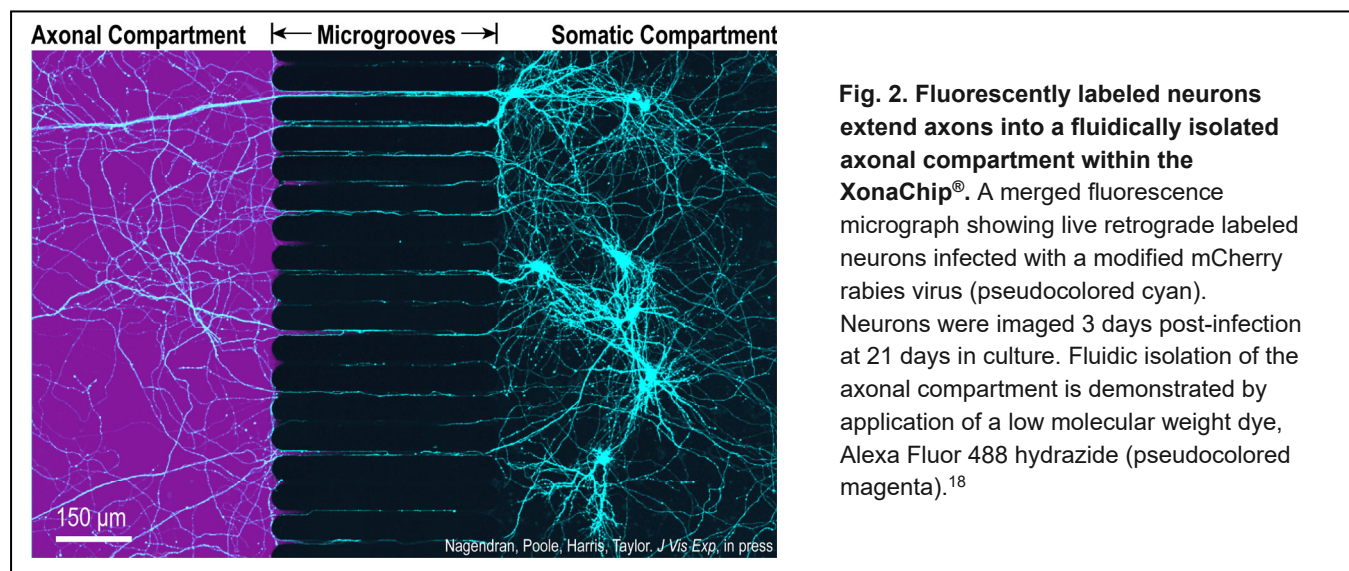 Axonal Compartment
Microgrooves
Somatic Compartment
150 µm
Nagendran, Poole, Harris, Taylor. J Vis Exp, in press
Fig. 2. Fluorescently labeled neurons
extend axons into a fluidically isolated
axonal compartment within the
XonaChip®. A merged fluorescence
micrograph showing live retrograde labeled
neurons infected with a modified mCherry
rabies virus (pseudocolored cyan).
Neurons were imaged 3 days post-infection
at 21 days in culture. Fluidic isolation of the
axonal compartment is demonstrated by
application of a low molecular weight dye,
Alexa Fluor 488 hydrazide (pseudocolored
magenta).18